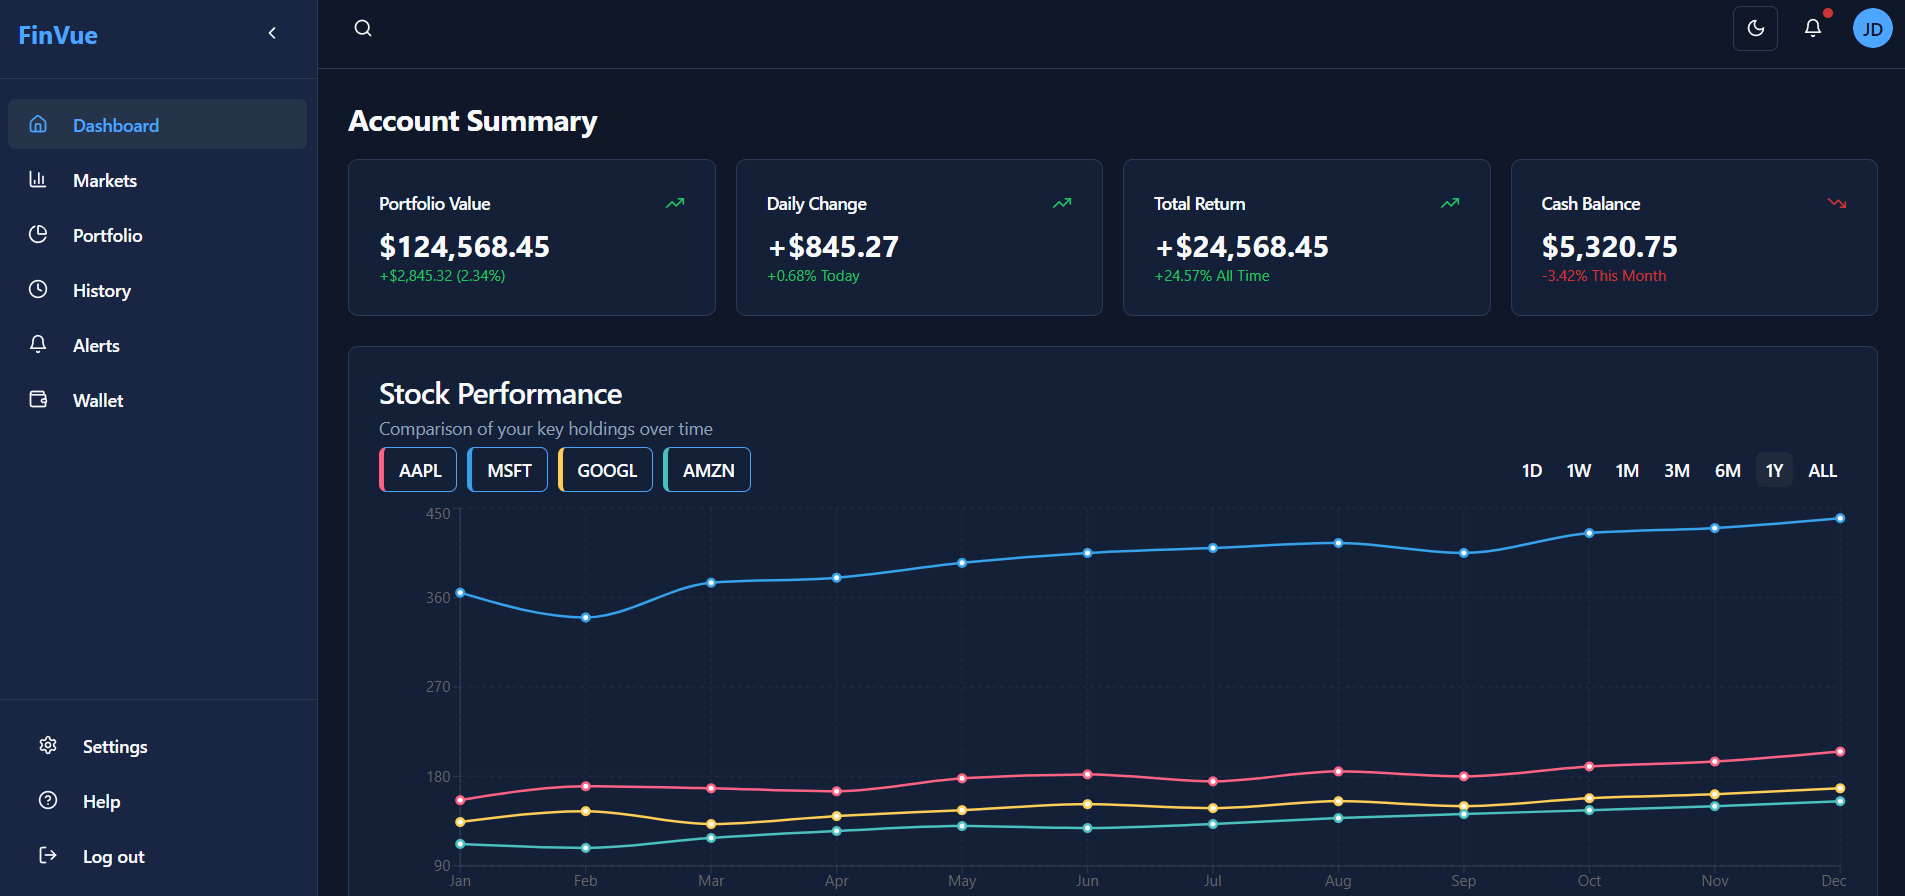 FinVue
JD
Dashboard
Markets
Portfolio
History
Alerts
Wallet
Settings
Help
Log out
Account Summary
Portfolio Value
$124,568.45
+$2,845.32 (2.34%)
Daily Change
+$845.27
+0.68% Today
Total Return
+$24,568.45
+24.57% All Time
Cash Balance
$5,320.75
-3.42% This Month
Stock Performance
Comparison of your key holdings over time
AAPL MSFT GOOGL AMZN
1D 1W 1M 3M 6M 1Y ALL
450
360
270
180
90
Jan Feb Mar Apr May Jun Jul Aug Sep Oct Nov Dec